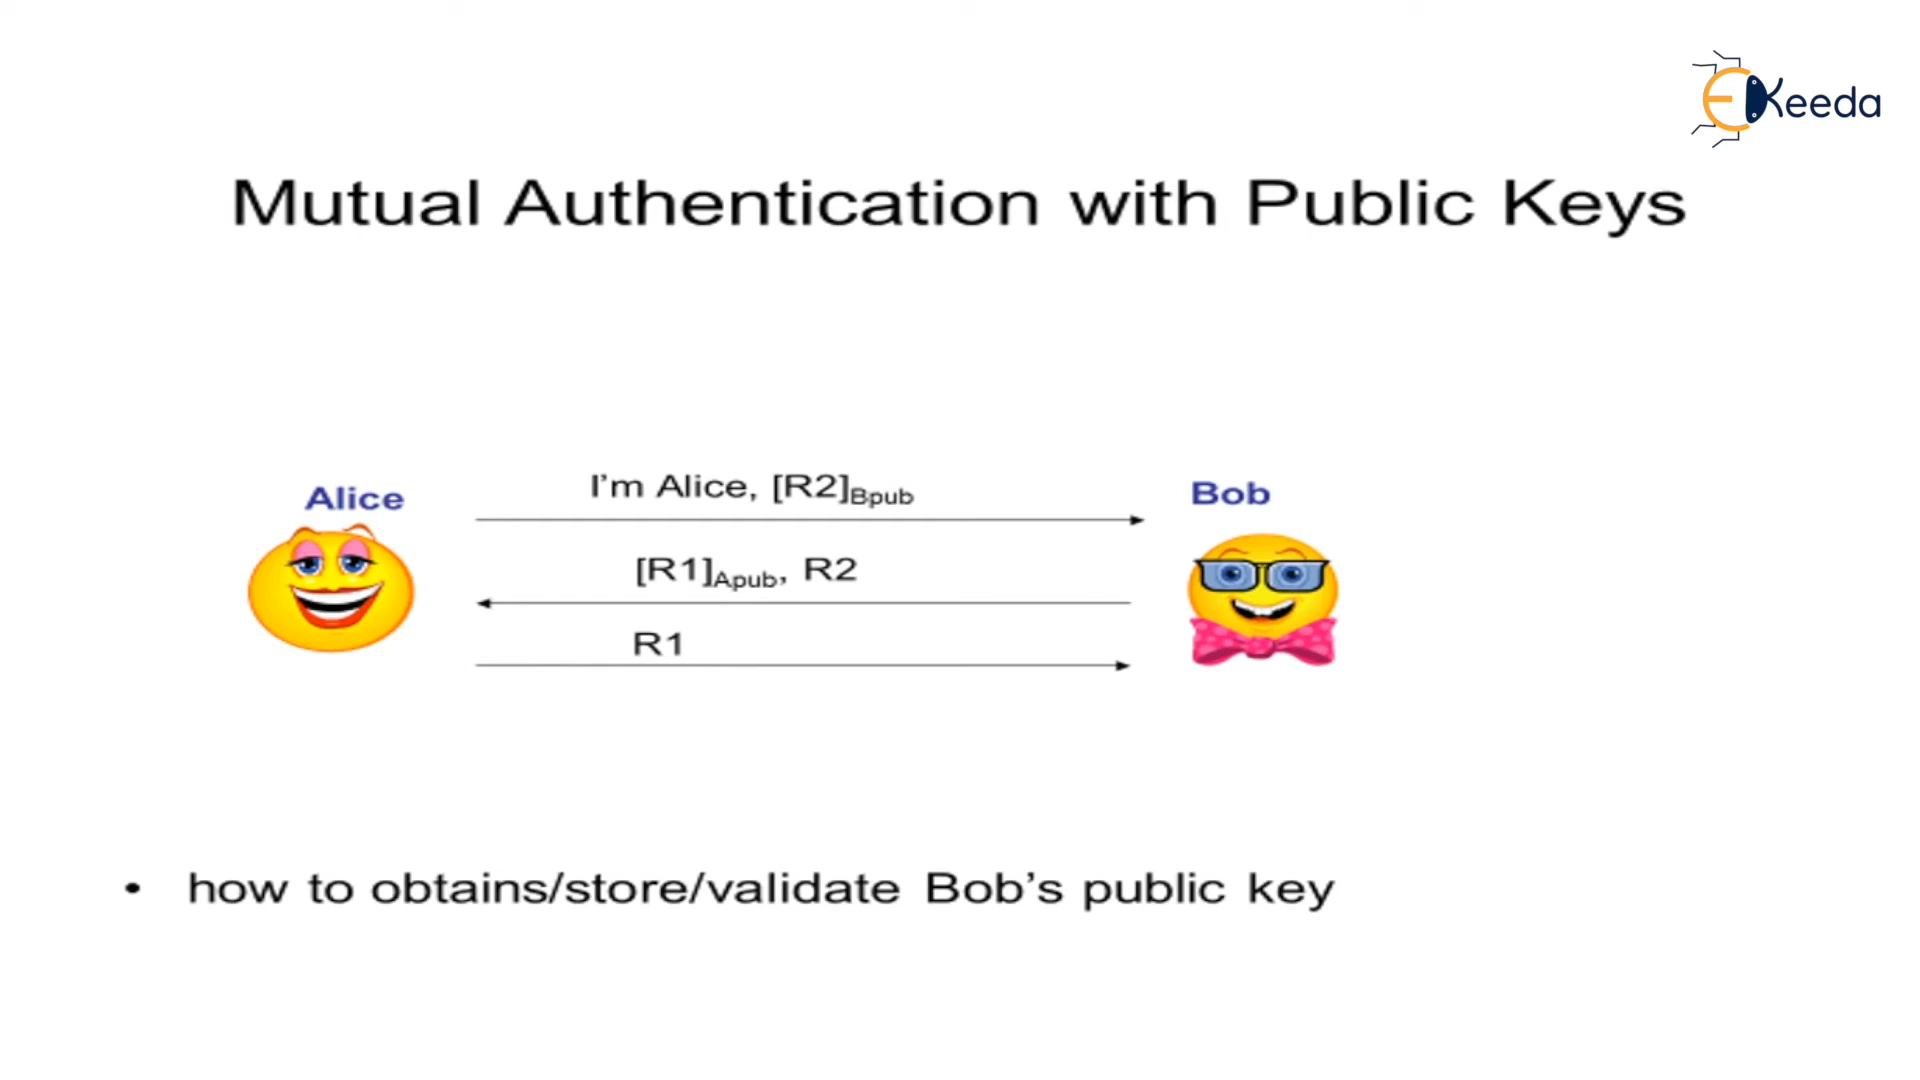 EKeeda
Mutual Authentication with Public Keys
Alice
I'm Alice, [R2]Bpub
Bob
[R1]Apub, R2
R1
• how to obtains/store/validate Bob's public key